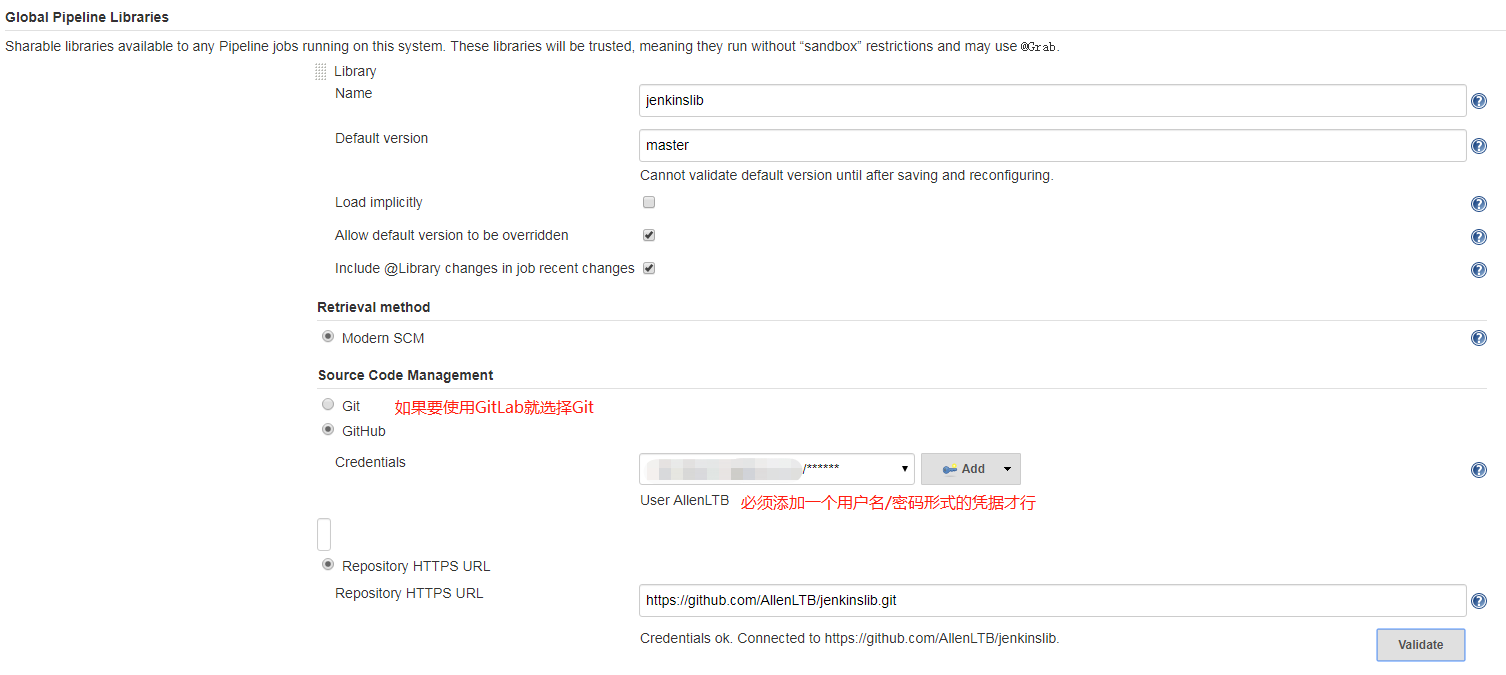 Global Pipeline Libraries
Sharable libraries available to any Pipeline jobs running on this system. These libraries will be trusted, meaning they run without “sandbox” restrictions and may use @Grab.
Library
Name
jenkinslib
Default version
master
Cannot validate default version until after saving and reconfiguring.
Load implicitly
Allow default version to be overridden
Include @Library changes in job recent changes
Retrieval method
Modern SCM
Source Code Management
Git 如果要使用GitLab就选择Git
GitHub
Credentials
/****** Add
User AllenLTB 必须添加一个用户名/密码形式的凭据才行
Repository HTTPS URL
Repository HTTPS URL
https://github.com/AllenLTB/jenkinslib.git
Credentials ok. Connected to https://github.com/AllenLTB/jenkinslib.
Validate